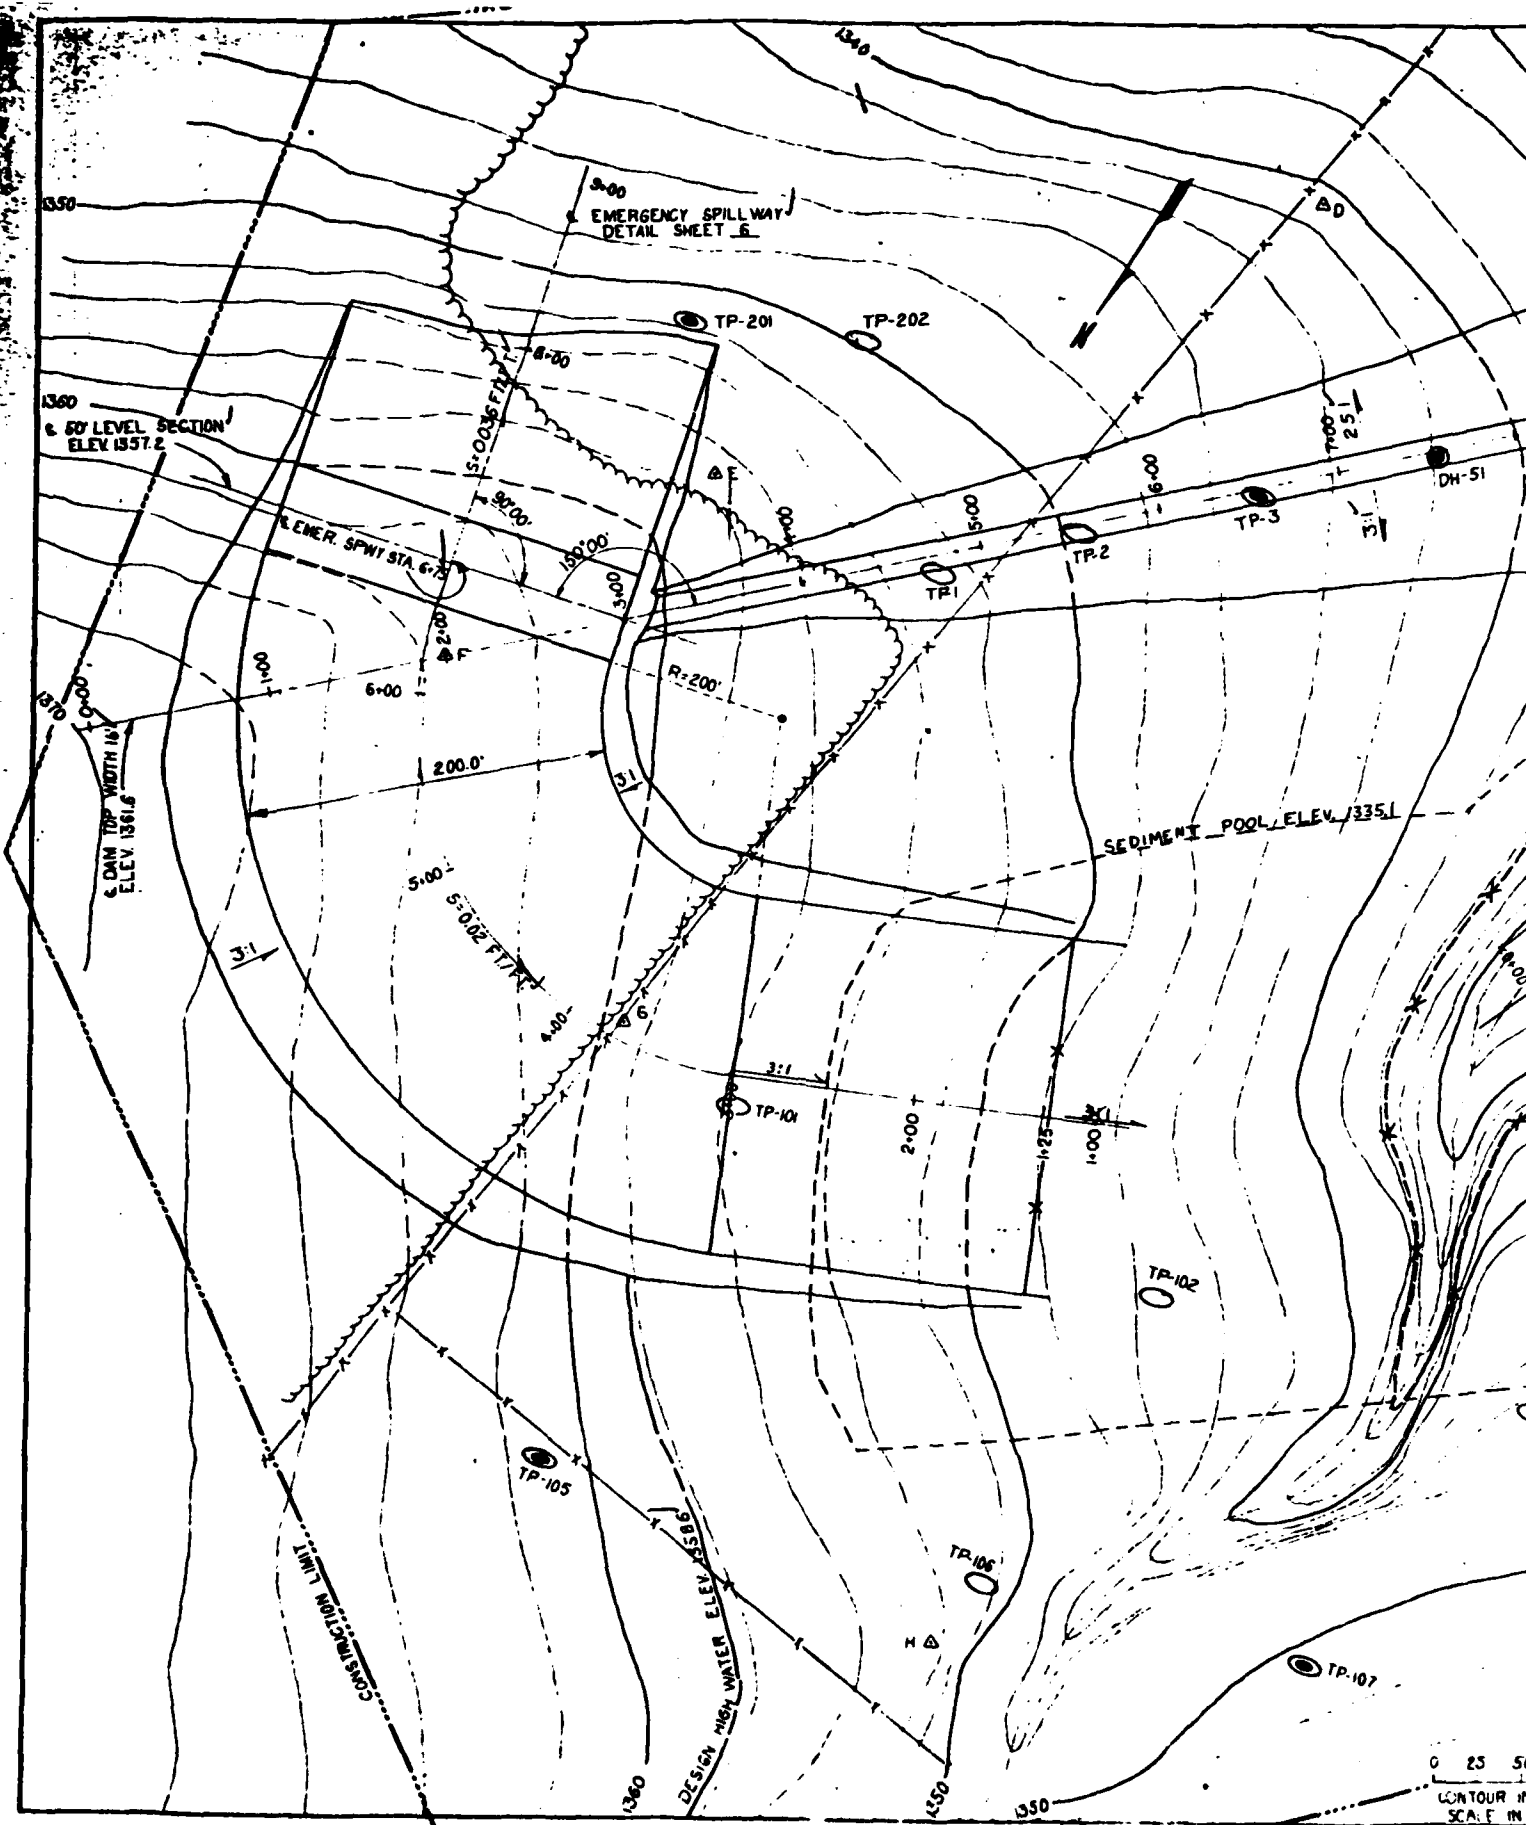 1340
9+00
℄ EMERGENCY SPILLWAY
DETAIL SHEET 6
1350
D
TP-201
TP-202
8+00
S=0.036 FT/FT
1360
℄ 50' LEVEL SECTION
ELEV. 1357.2
7+00
2.5:1
6+00
DH-51
TP-3
3:1
E
90°00'
4+00
5+00
TP-2
℄ EMER. SPWY STA. 6+75
150°00'
3+00
TP-1
2+00
F
1+00
6+00
R=200'
1370
0+00
℄ DAM TOP WIDTH 16'
ELEV. 1361.6
200.0'
3:1
SEDIMENT POOL ELEV. 1335.1
5+00
S=0.02 FT./FT.
3:1
4+00
G
3:1
TP-101
2+00
1+25
1+00
TP-102
TP-105
CONSTRUCTION LIMIT
DESIGN HIGH WATER ELEV. 1358.6
TP-106
H
TP-107
1360
1350
1350
0 25
CONTOUR
SCALE IN